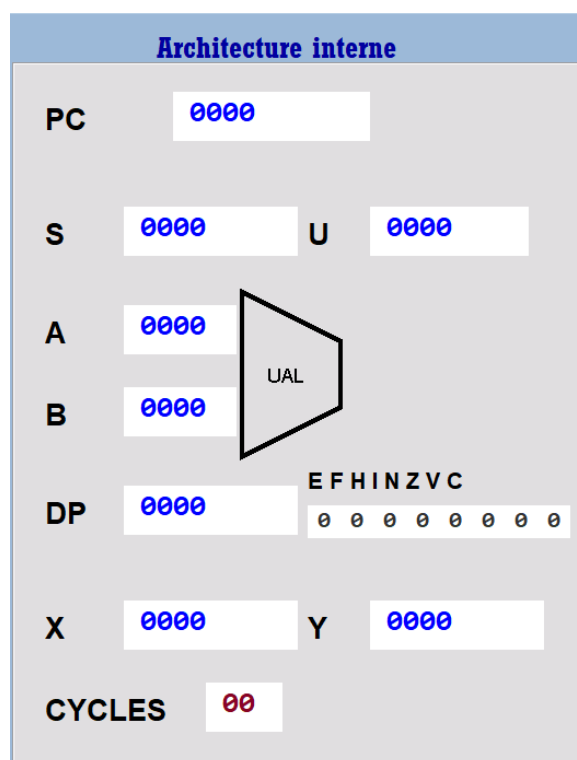 Architecture interne
PC 0000
S 0000 U 0000
A 0000
UAL
B 0000
E F H I N Z V C
DP 0000 0 0 0 0 0 0 0 0
X 0000 Y 0000
CYCLES 00